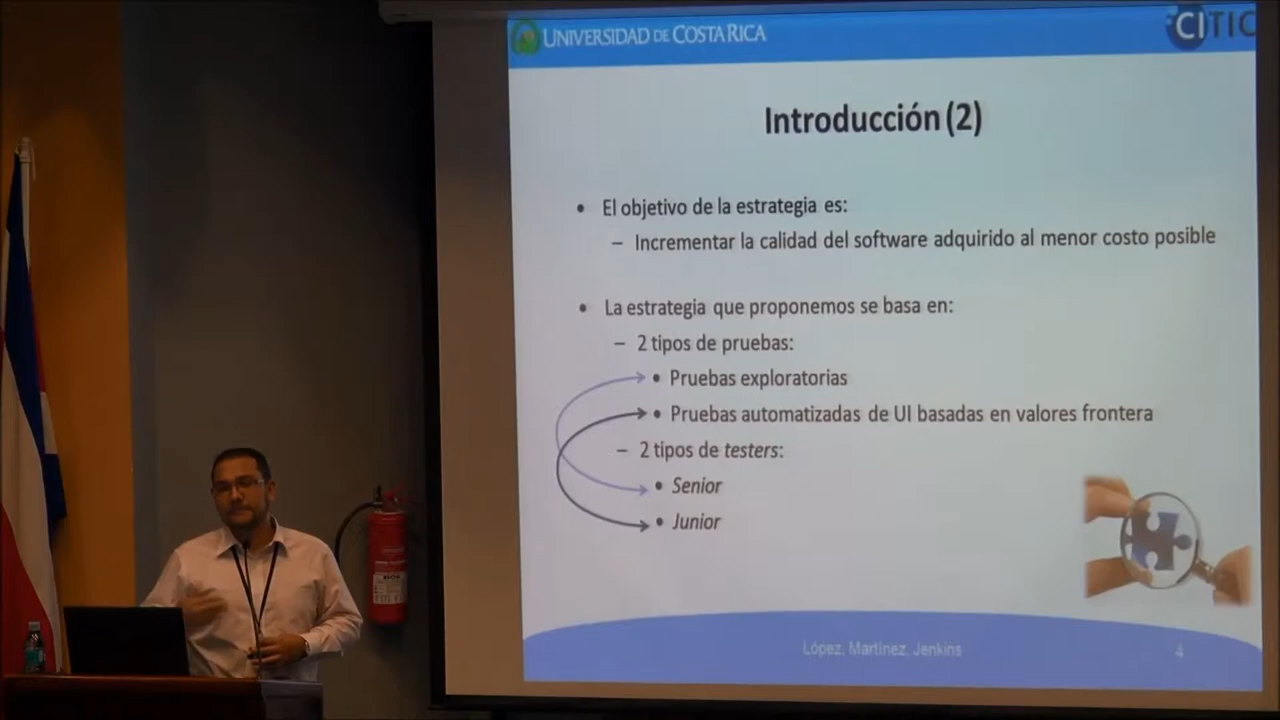 UNIVERSIDAD DE COSTA RICA
CITIC
Introducción (2)
• El objetivo de la estrategia es:
– Incrementar la calidad del software adquirido al menor costo posible
• La estrategia que proponemos se basa en:
– 2 tipos de pruebas:
• Pruebas exploratorias
• Pruebas automatizadas de UI basadas en valores frontera
– 2 tipos de testers:
• Senior
• Junior
López, Martínez, Jenkins
4